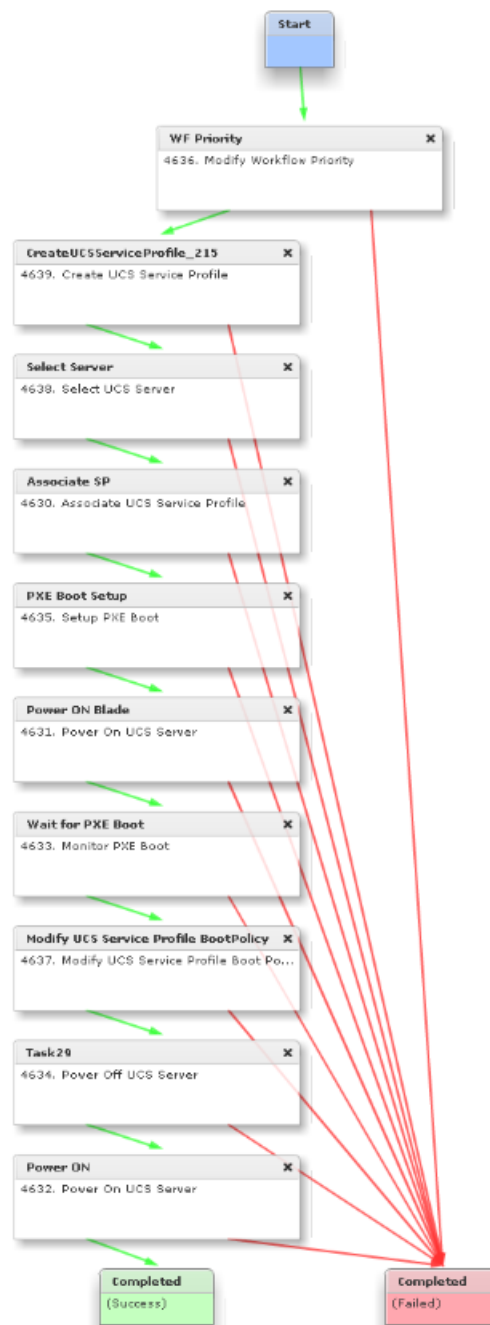 Start
WF Priority
4636. Modify Workflow Priority
CreateUCSServiceProfile_215
4639. Create UCS Service Profile
Select Server
4638. Select UCS Server
Associate SP
4630. Associate UCS Service Profile
PXE Boot Setup
4635. Setup PXE Boot
Power ON Blade
4631. Power On UCS Server
Wait for PXE Boot
4633. Monitor PXE Boot
Modify UCS Service Profile BootPolicy
4637. Modify UCS Service Profile Boot Po...
Task29
4634. Power Off UCS Server
Power ON
4632. Power On UCS Server
Completed
(Success)
Completed
(Failed)